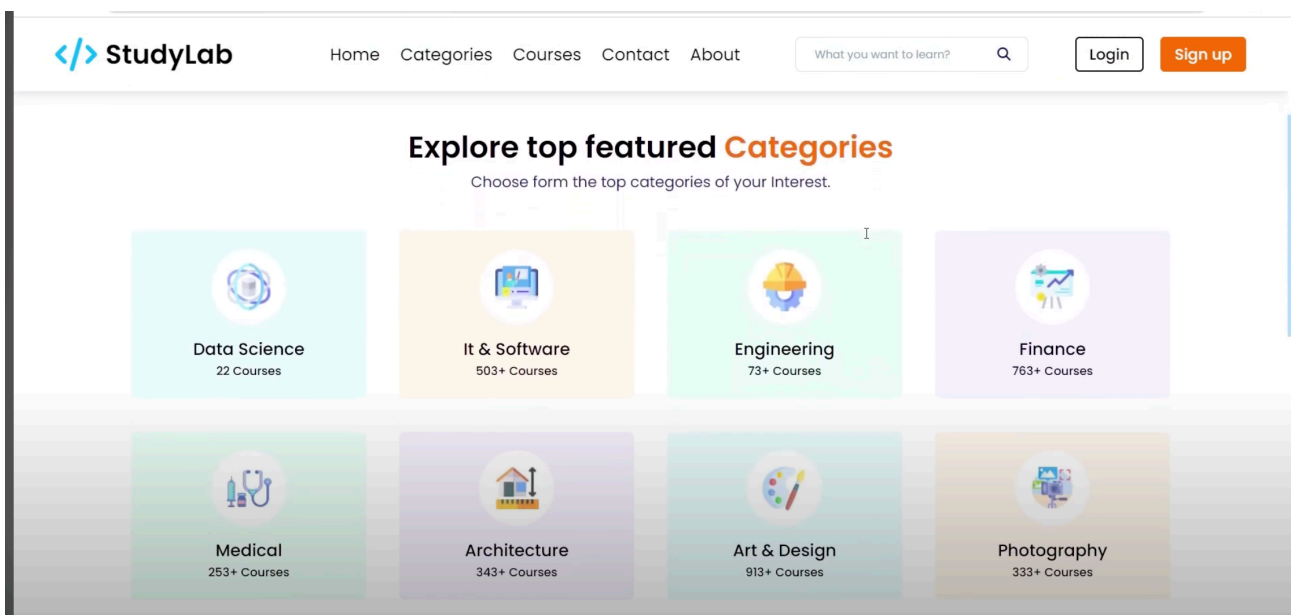 </> StudyLab Home Categories Courses Contact About What you want to learn? Login Sign up
Explore top featured Categories
Choose form the top categories of your Interest.
Data Science It & Software Engineering Finance
22 Courses 503+ Courses 73+ Courses 763+ Courses
Medical Architecture Art & Design Photography
253+ Courses 343+ Courses 913+ Courses 333+ Courses